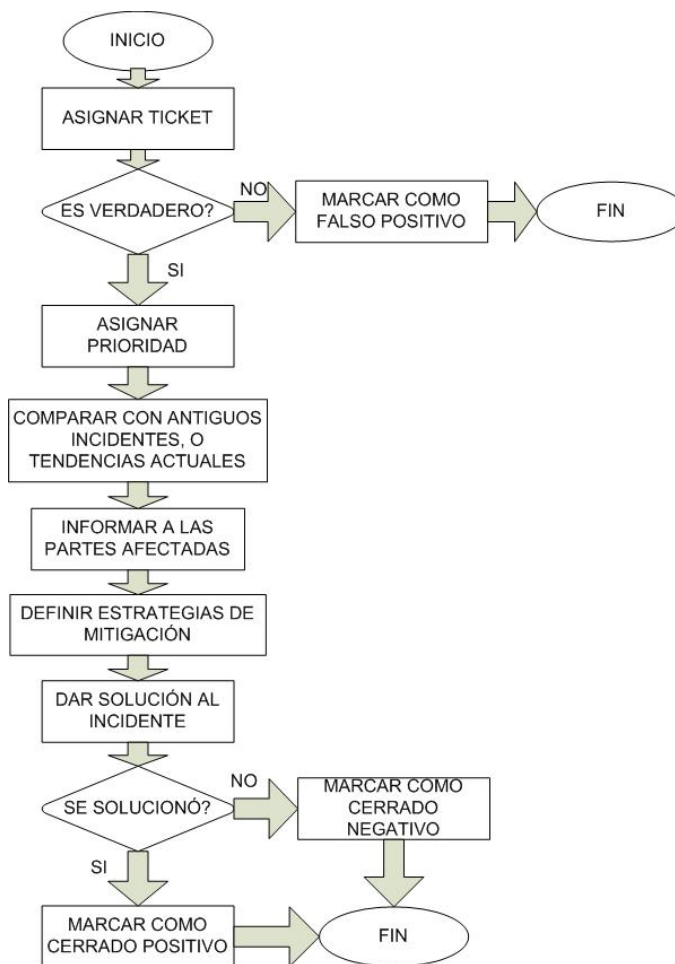 INICIO
ASIGNAR TICKET
ES VERDADERO?
NO
MARCAR COMO
FALSO POSITIVO
FIN
SI
ASIGNAR
PRIORIDAD
COMPARAR CON ANTIGUOS
INCIDENTES, O
TENDENCIAS ACTUALES
INFORMAR A LAS
PARTES AFECTADAS
DEFINIR ESTRATEGIAS DE
MITIGACIÓN
DAR SOLUCIÓN AL
INCIDENTE
SE SOLUCIONÓ?
NO
MARCAR COMO
CERRADO
NEGATIVO
SI
MARCAR COMO
CERRADO POSITIVO
FIN